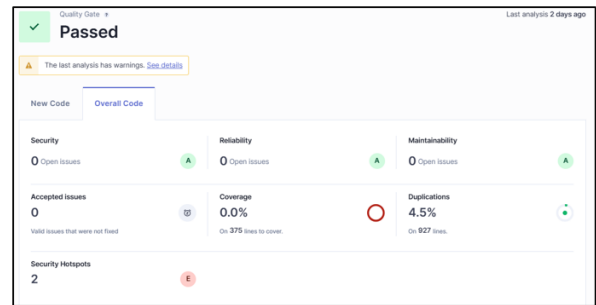 Quality Gate
Last analysis 2 days ago
Passed
The last analysis has warnings. See details
New Code
Overall Code
Security
0 Open issues
A
Reliability
0 Open issues
A
Maintainability
0 Open issues
A
Accepted issues
0
Valid issues that were not fixed
Coverage
0.0%
On 375 lines to cover.
Duplications
4.5%
On 927 lines.
Security Hotspots
2
E